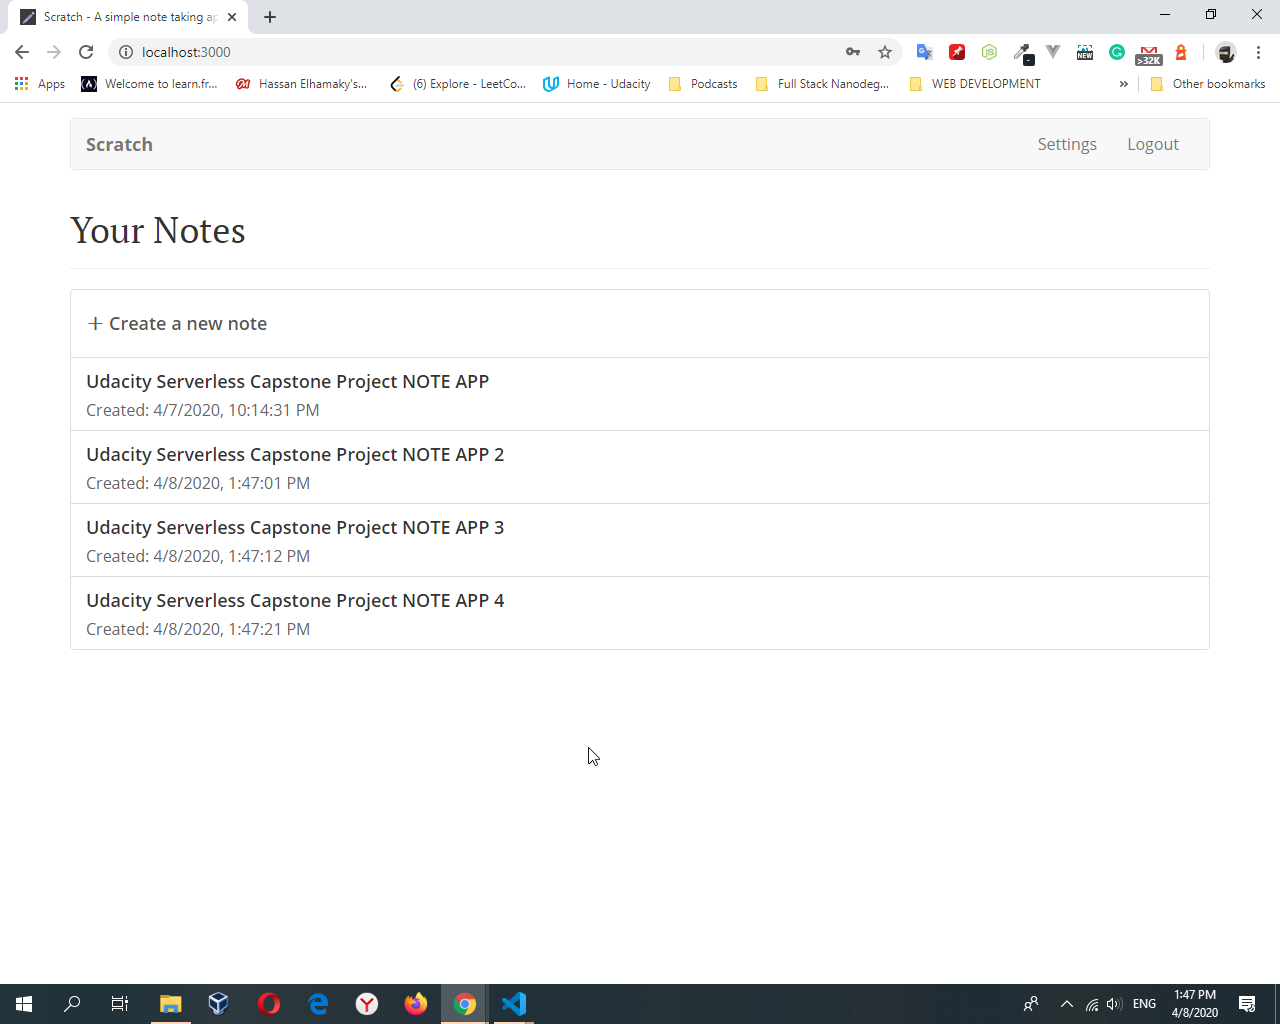 Scratch - A simple note taking ap
localhost:3000
NEW
>32K
Apps
Welcome to learn.fr...
Hassan Elhamaky's...
(6) Explore - LeetCo...
Home - Udacity
Podcasts
Full Stack Nanodeg...
WEB DEVELOPMENT
»
Other bookmarks
Scratch
Settings
Logout
Your Notes
+ Create a new note
Udacity Serverless Capstone Project NOTE APP
Created: 4/7/2020, 10:14:31 PM
Udacity Serverless Capstone Project NOTE APP 2
Created: 4/8/2020, 1:47:01 PM
Udacity Serverless Capstone Project NOTE APP 3
Created: 4/8/2020, 1:47:12 PM
Udacity Serverless Capstone Project NOTE APP 4
Created: 4/8/2020, 1:47:21 PM
ENG
1:47 PM
4/8/2020